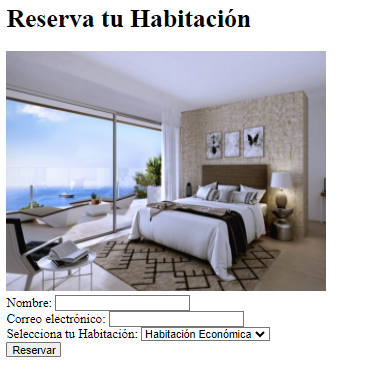 Reserva tu Habitación
Nombre:
Correo electrónico:
Selecciona tu Habitación: Habitación Económica
Reservar